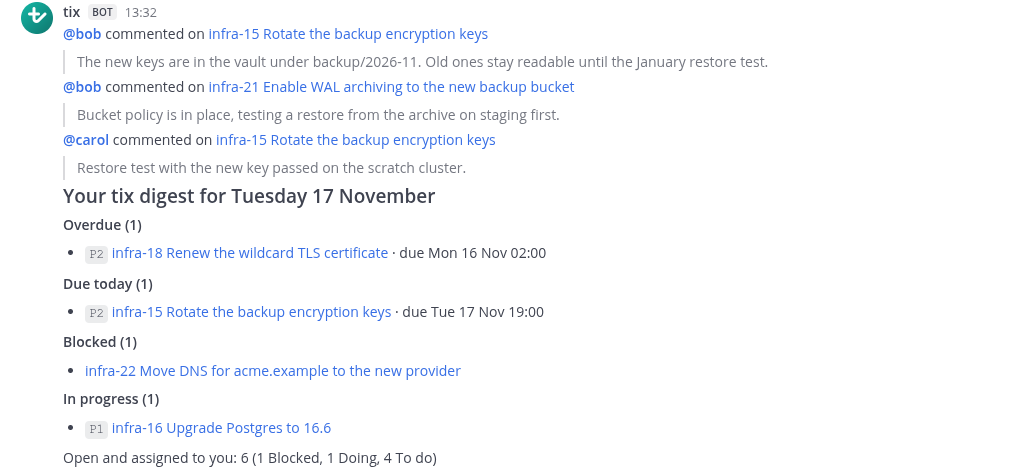 tix BOT 13:32
@bob commented on infra-15 Rotate the backup encryption keys
The new keys are in the vault under backup/2026-11. Old ones stay readable until the January restore test.
@bob commented on infra-21 Enable WAL archiving to the new backup bucket
Bucket policy is in place, testing a restore from the archive on staging first.
@carol commented on infra-15 Rotate the backup encryption keys
Restore test with the new key passed on the scratch cluster.
Your tix digest for Tuesday 17 November
Overdue (1)
• P2 infra-18 Renew the wildcard TLS certificate · due Mon 16 Nov 02:00
Due today (1)
• P2 infra-15 Rotate the backup encryption keys · due Tue 17 Nov 19:00
Blocked (1)
• infra-22 Move DNS for acme.example to the new provider
In progress (1)
• P1 infra-16 Upgrade Postgres to 16.6
Open and assigned to you: 6 (1 Blocked, 1 Doing, 4 To do)